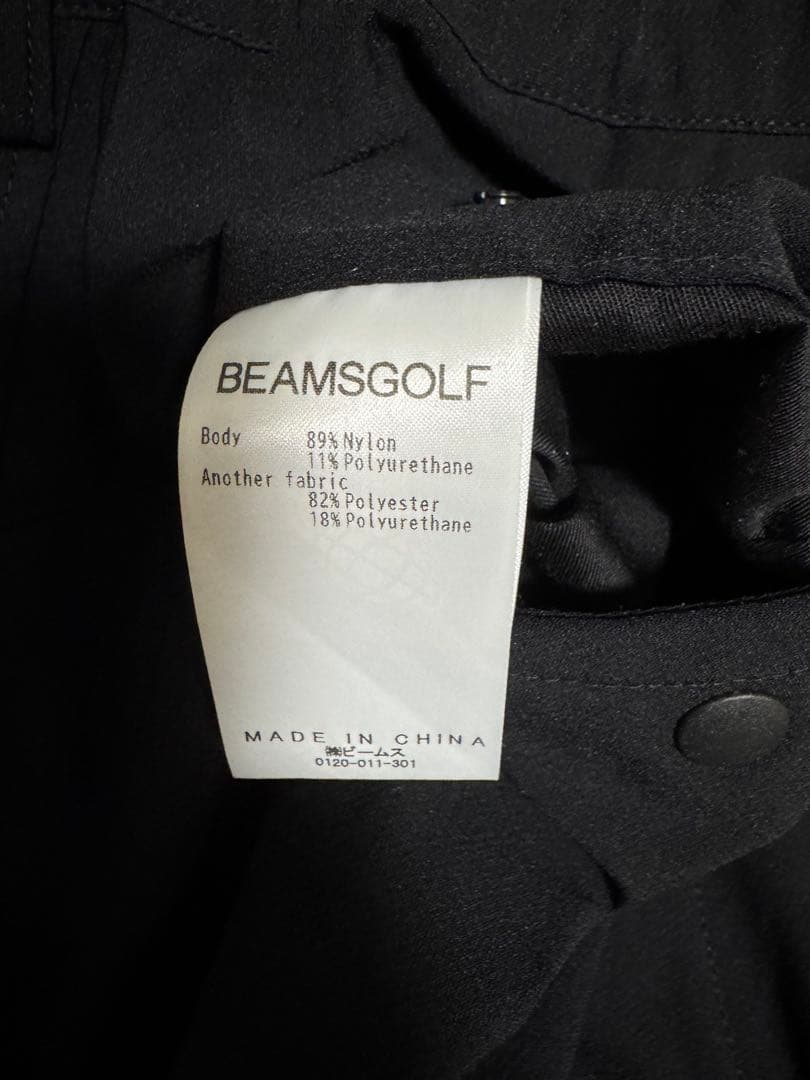 BEAMSGOLF
Body 89% Nylon
11% Polyurethane
Another fabric
82% Polyester
18% Polyurethane
MADE IN CHINA
㈱ビームス
0120-011-301